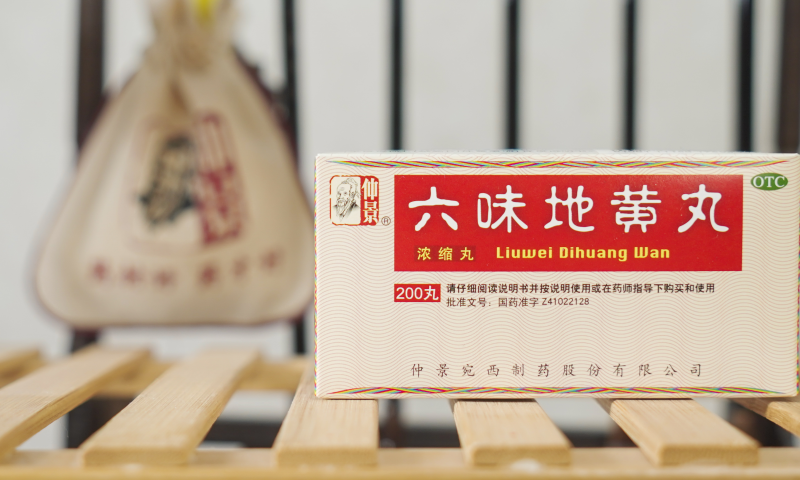 仲景
®
OTC
六味地黄丸
浓缩丸 Liuwei Dihuang Wan
200丸
请仔细阅读说明书并按说明使用或在药师指导下购买和使用
批准文号：国药准字 Z41022128
仲景宛西制药股份有限公司
仲景